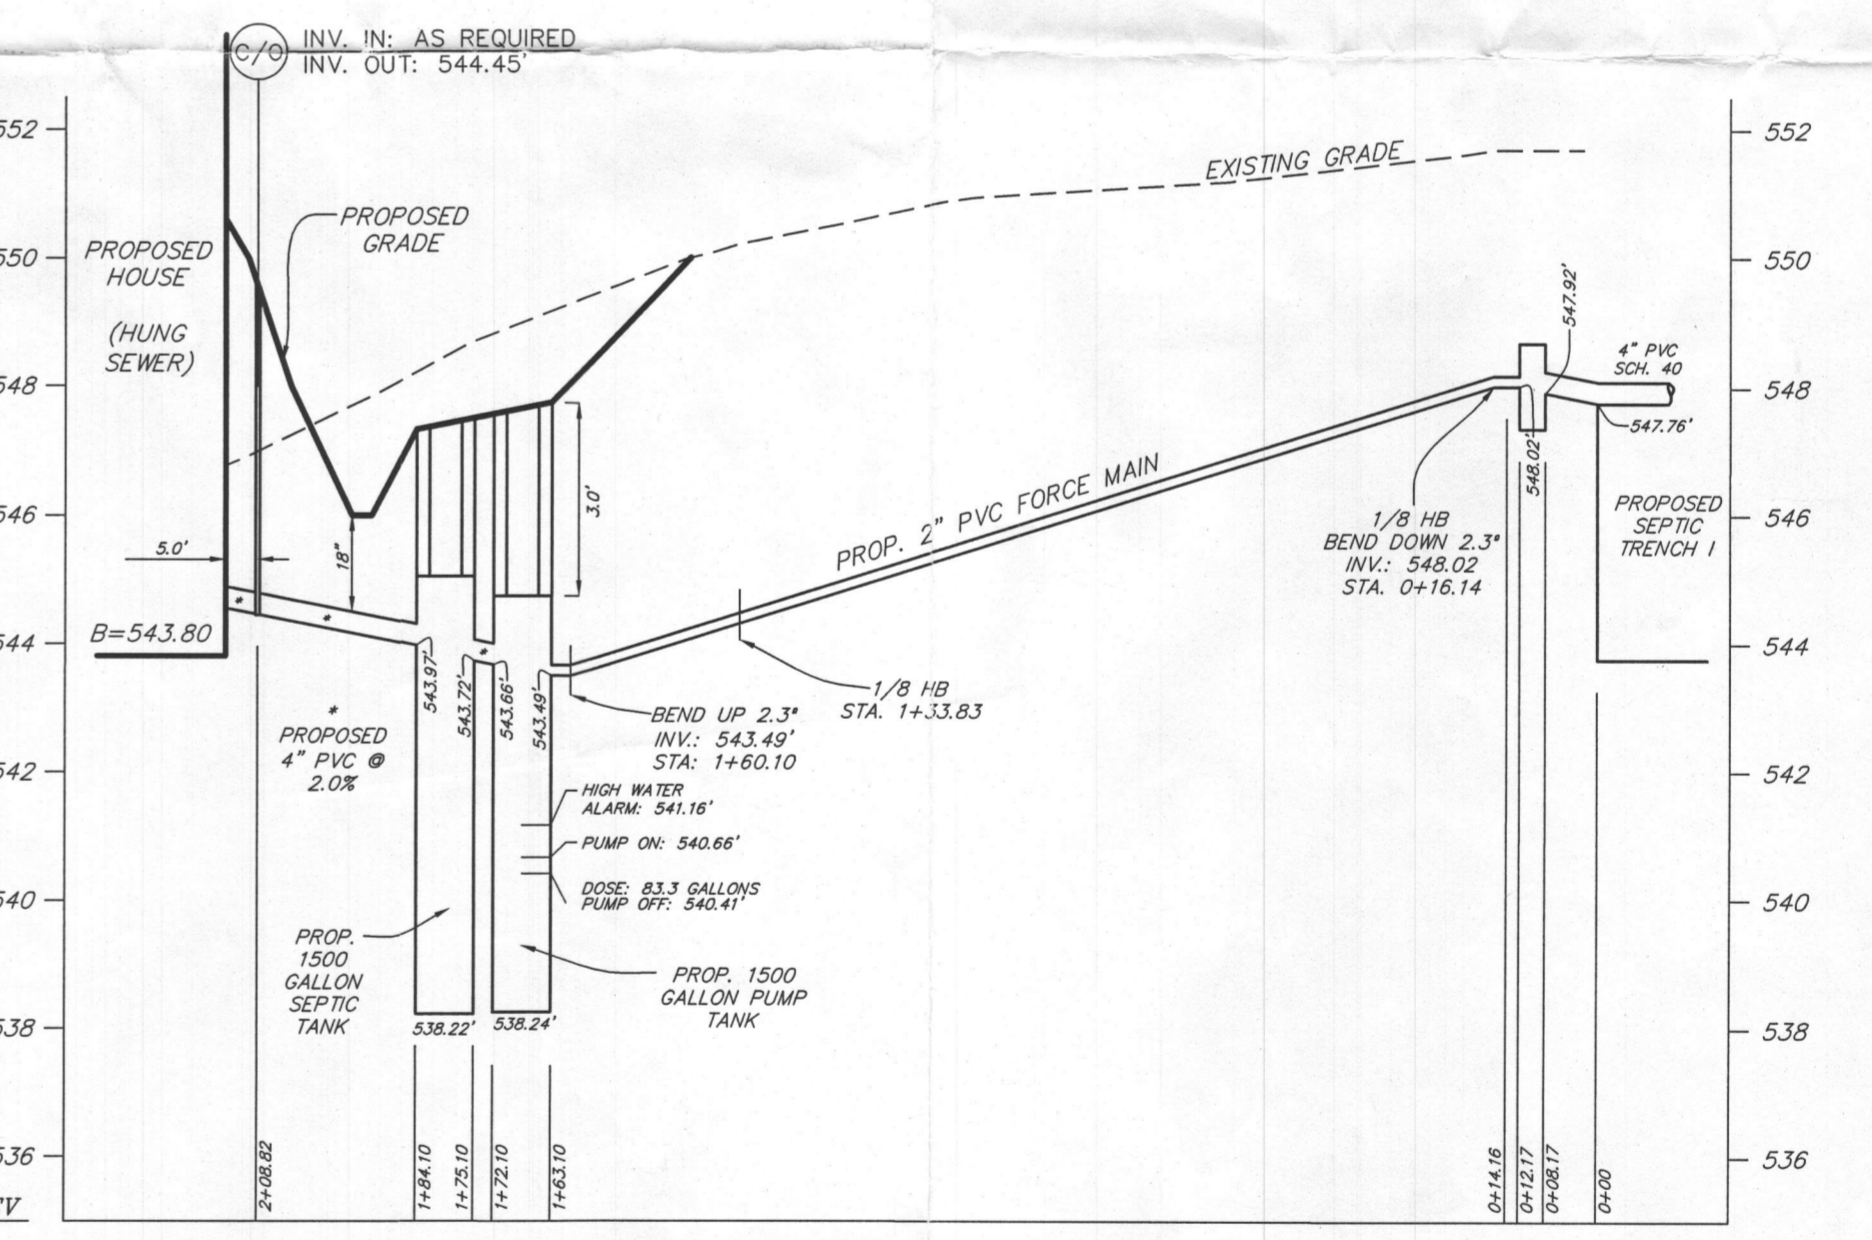 C/O
INV. IN: AS REQUIRED
INV. OUT: 544.45'
552
550
548
546
544
542
540
538
536
552
550
548
546
544
542
540
538
536
EXISTING GRADE
PROPOSED
GRADE
PROPOSED
HOUSE
(HUNG
SEWER)
5.0'
18"
3.0'
B=543.80
*
*
*
*
PROPOSED
4" PVC @
2.0%
543.97'
543.72'
543.66'
543.49'
PROP. 2" PVC FORCE MAIN
BEND UP 2.3°
INV.: 543.49'
STA: 1+60.10
1/8 HB
STA. 1+33.83
HIGH WATER
ALARM: 541.16'
PUMP ON: 540.66'
DOSE: 83.3 GALLONS
PUMP OFF: 540.41'
PROP.
1500
GALLON
SEPTIC
TANK
PROP. 1500
GALLON PUMP
TANK
538.22'
538.24'
547.92'
4" PVC
SCH. 40
547.76'
548.02'
1/8 HB
BEND DOWN 2.3°
INV.: 548.02
STA. 0+16.14
PROPOSED
SEPTIC
TRENCH 1
2+08.82
1+84.10
1+75.10
1+72.10
1+63.10
0+14.16
0+12.17
0+08.17
0+00